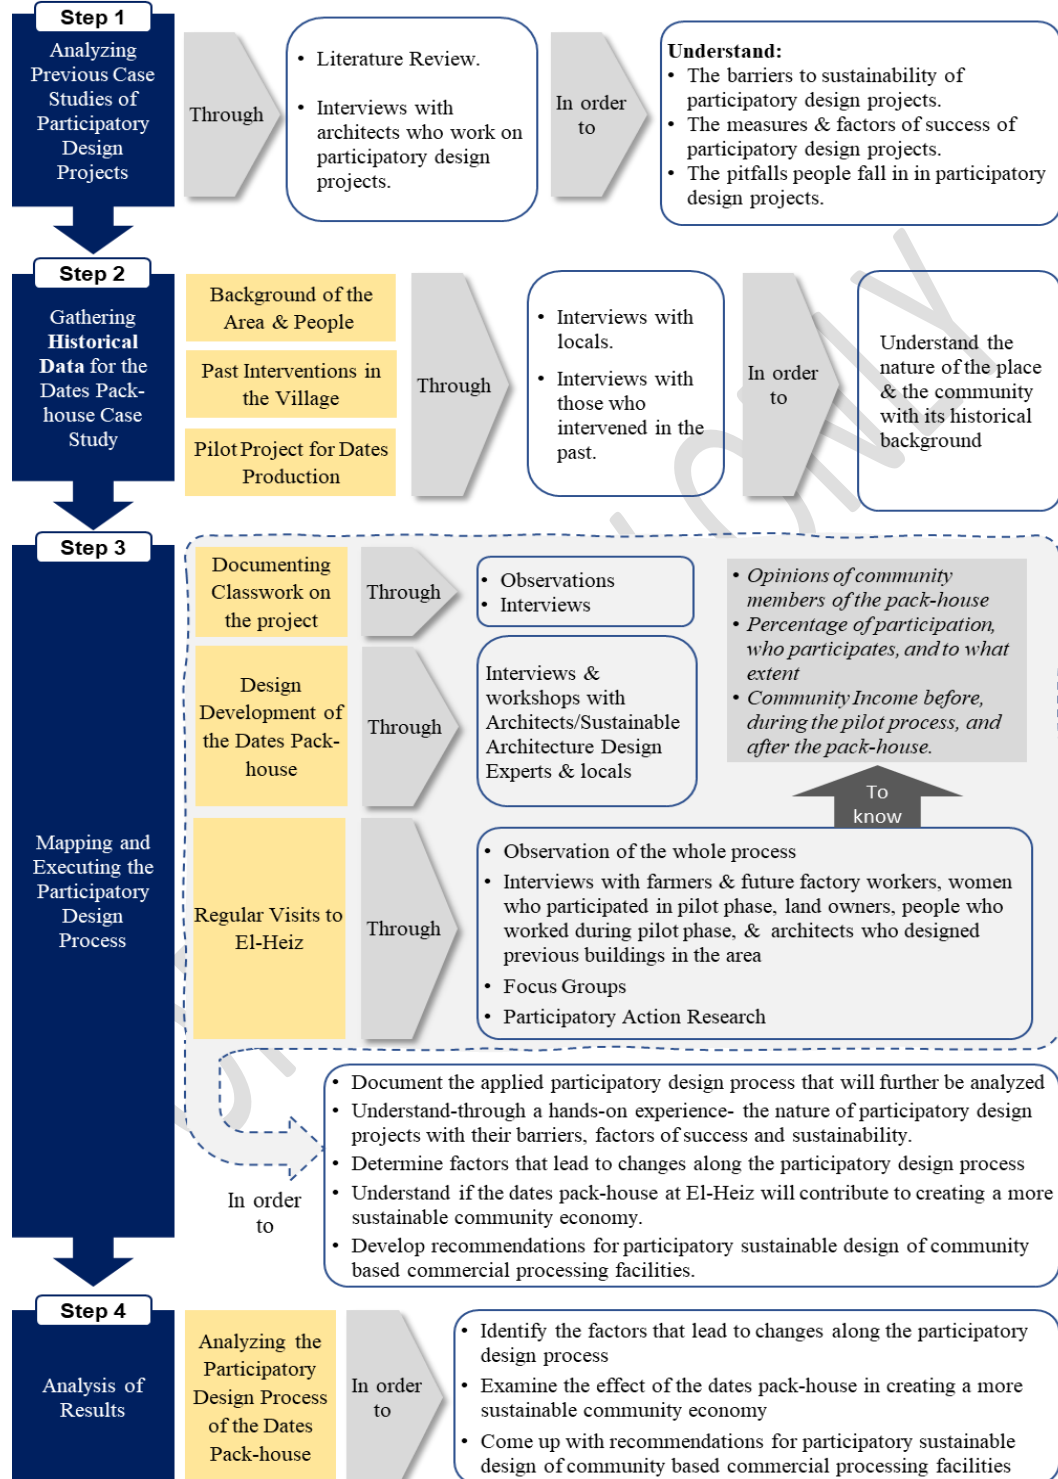 Step 1
Analyzing
Previous Case
Studies of
Participatory
Design
Projects
Through
• Literature Review.
• Interviews with
architects who work on
participatory design
projects.
In order
to
Understand:
• The barriers to sustainability of
participatory design projects.
• The measures & factors of success of
participatory design projects.
• The pitfalls people fall in in participatory
design projects.
Step 2
Gathering
Historical
Data for the
Dates Pack-
house Case
Study
Background of the
Area & People
Past Interventions in
the Village
Pilot Project for Dates
Production
Through
• Interviews with
locals.
• Interviews with
those who
intervened in the
past.
In order
to
Understand the
nature of the place
& the community
with its historical
background
Step 3
Mapping and
Executing the
Participatory
Design
Process
Documenting
Classwork on
the project
Through
• Observations
• Interviews
Design
Development of
the Dates Pack-
house
Through
Interviews &
workshops with
Architects/Sustainable
Architecture Design
Experts & locals
• Opinions of community
members of the pack-house
• Percentage of participation,
who participates, and to what
extent
• Community Income before,
during the pilot process, and
after the pack-house.
To
know
Regular Visits to
El-Heiz
Through
• Observation of the whole process
• Interviews with farmers & future factory workers, women
who participated in pilot phase, land owners, people who
worked during pilot phase, & architects who designed
previous buildings in the area
• Focus Groups
• Participatory Action Research
In order
to
• Document the applied participatory design process that will further be analyzed
• Understand-through a hands-on experience- the nature of participatory design
projects with their barriers, factors of success and sustainability.
• Determine factors that lead to changes along the participatory design process
• Understand if the dates pack-house at El-Heiz will contribute to creating a more
sustainable community economy.
• Develop recommendations for participatory sustainable design of community
based commercial processing facilities.
Step 4
Analysis of
Results
Analyzing the
Participatory
Design Process
of the Dates
Pack-house
In order
to
• Identify the factors that lead to changes along the participatory
design process
• Examine the effect of the dates pack-house in creating a more
sustainable community economy
• Come up with recommendations for participatory sustainable
design of community based commercial processing facilities